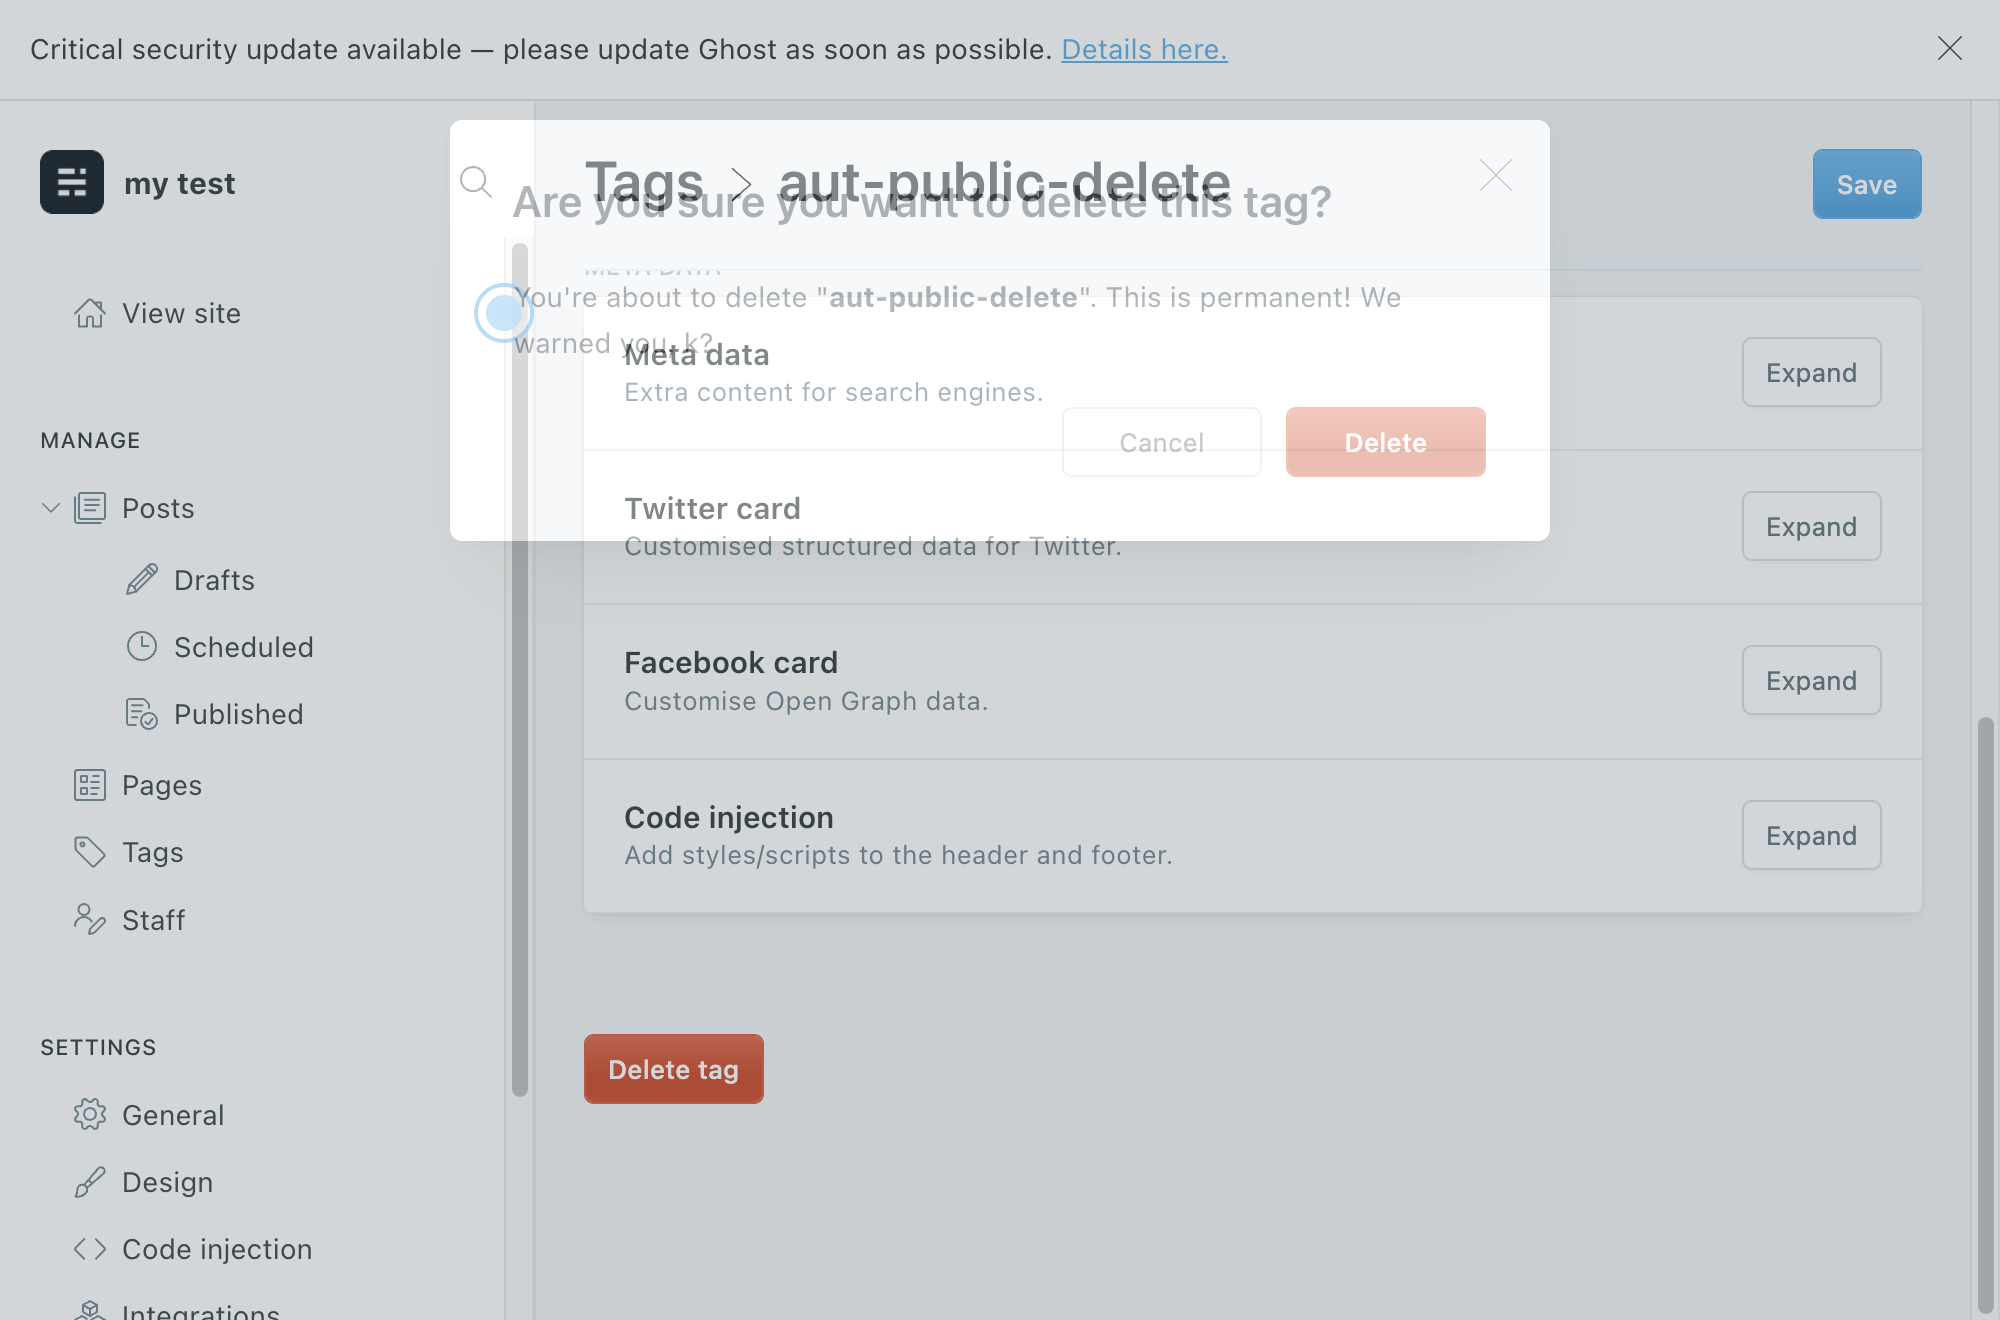 Critical security update available — please update Ghost as soon as possible. Details here.
my test
View site
MANAGE
Posts
Drafts
Scheduled
Published
Pages
Tags
Staff
SETTINGS
General
Design
Code injection
Integrations
Tags > aut-public-delete
Save
Are you sure you want to delete this tag?
META DATA
You're about to delete "aut-public-delete". This is permanent! We
warned you, k?
Cancel
Delete
Meta data
Extra content for search engines.
Expand
Twitter card
Customised structured data for Twitter.
Expand
Facebook card
Customise Open Graph data.
Expand
Code injection
Add styles/scripts to the header and footer.
Expand
Delete tag